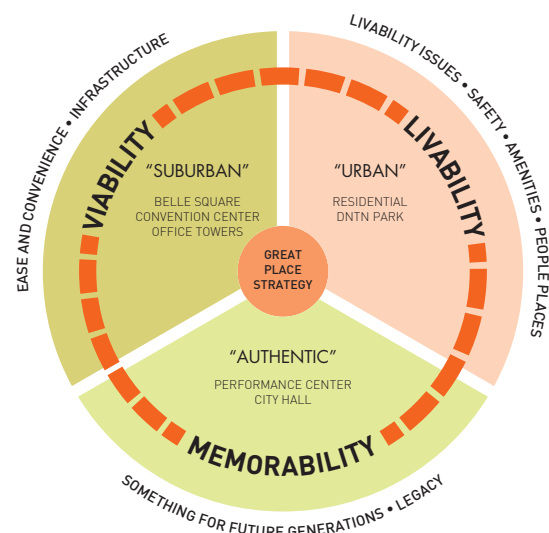 EASE AND CONVENIENCE • INFRASTRUCTURE
LIVABILITY ISSUES • SAFETY • AMENITIES • PEOPLE PLACES
VIABILITY
LIVABILITY
"SUBURBAN"
BELLE SQUARE
CONVENTION CENTER
OFFICE TOWERS
"URBAN"
RESIDENTIAL
DNTN PARK
GREAT
PLACE
STRATEGY
"AUTHENTIC"
PERFORMANCE CENTER
CITY HALL
MEMORABILITY
SOMETHING FOR FUTURE GENERATIONS • LEGACY